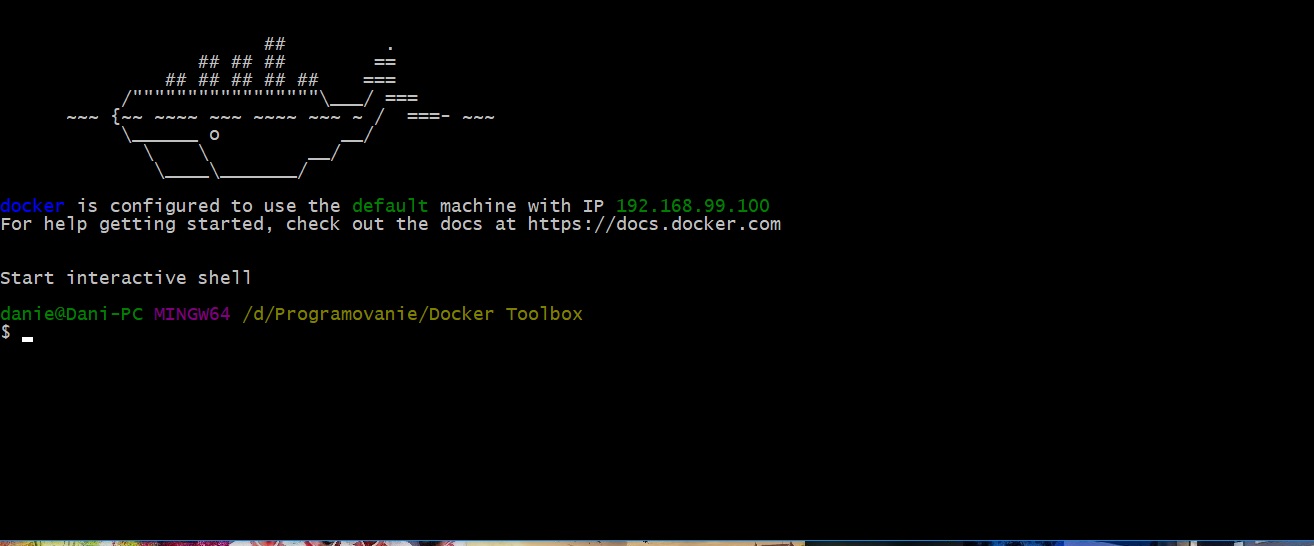 ##         .
                  ## ## ##        ==
               ## ## ## ## ##    ===
           /"""""""""""""""""\___/ ===
      ~~~ {~~ ~~~~ ~~~ ~~~~ ~~~ ~ /  ===- ~~~
           \______ o           __/
             \    \         __/
              \____\_______/
docker is configured to use the default machine with IP 192.168.99.100
For help getting started, check out the docs at https://docs.docker.com
Start interactive shell
danie@Dani-PC MINGW64 /d/Programovanie/Docker Toolbox
$